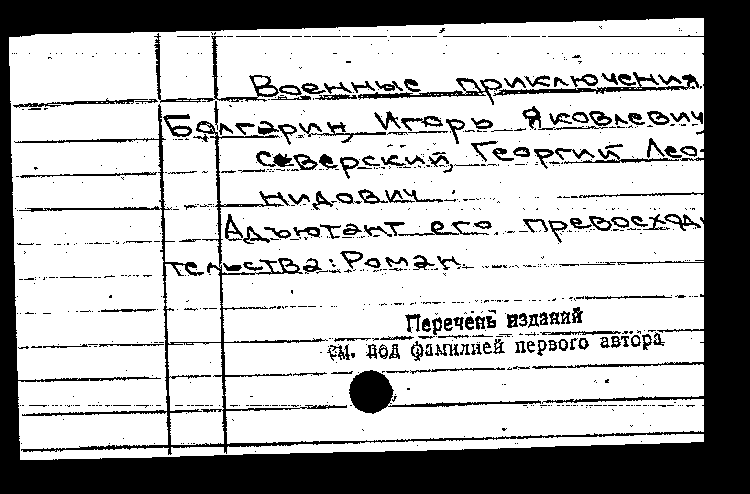 Военные приключения
Болгарин, Игорь Яковлевич,
Северский, Георгий Лео-
нидович.
Адъютант его превосходи
тельства: Роман
Перечень изданий
см. под фамилией первого автора